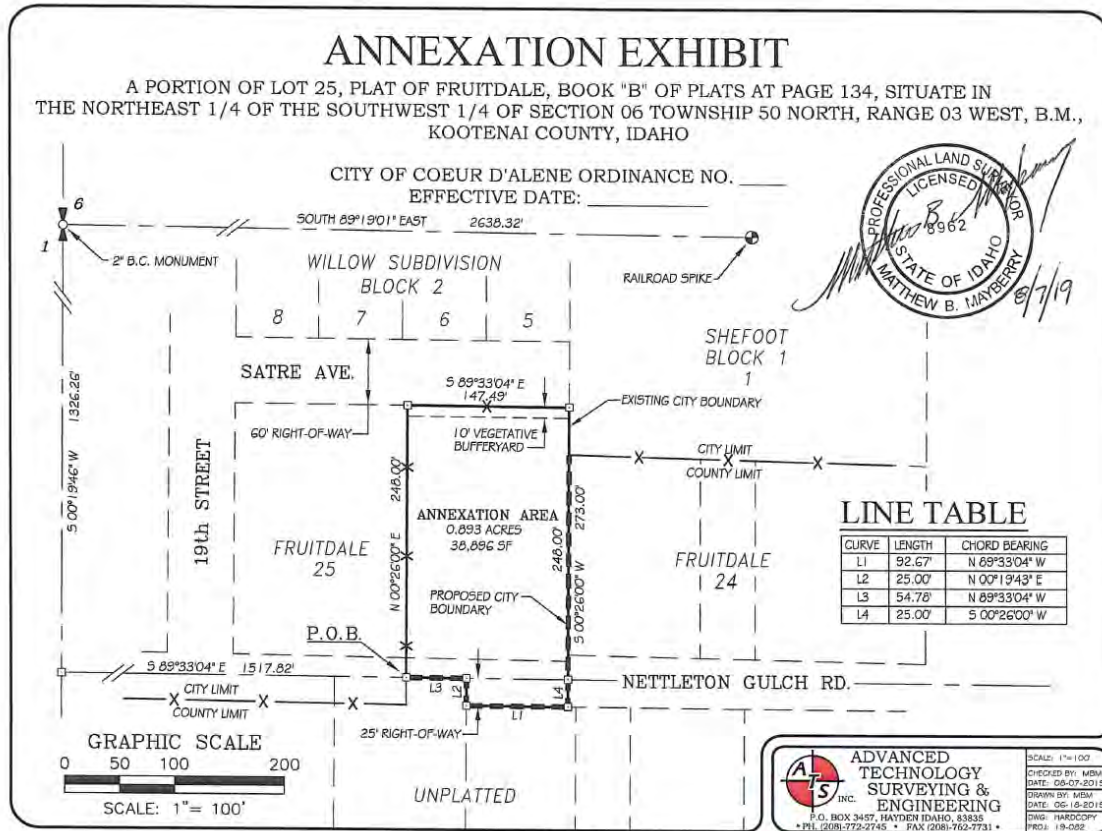 ANNEXATION EXHIBIT
A PORTION OF LOT 25, PLAT OF FRUITDALE, BOOK "B" OF PLATS AT PAGE 134, SITUATE IN
THE NORTHEAST 1/4 OF THE SOUTHWEST 1/4 OF SECTION 06 TOWNSHIP 50 NORTH, RANGE 03 WEST, B.M.,
KOOTENAI COUNTY, IDAHO
CITY OF COEUR D'ALENE ORDINANCE NO.
EFFECTIVE DATE:
PROFESSIONAL LAND SURVEYOR
LICENSED
8962
STATE OF IDAHO
MATTHEW B. MAYBERRY
8/7/19
6
1
2" B.C. MONUMENT
SOUTH 89°19'01" EAST 2638.32'
RAILROAD SPIKE
WILLOW SUBDIVISION
BLOCK 2
8
7
6
5
SHEFOOT
BLOCK 1
1
SATRE AVE.
60' RIGHT-OF-WAY
S 89°33'04" E
147.49'
10' VEGETATIVE
BUFFERYARD
EXISTING CITY BOUNDARY
CITY LIMIT
COUNTY LIMIT
S 00°19'46" W 1326.26'
19th STREET
FRUITDALE
25
N 00°26'00" E 248.00'
ANNEXATION AREA
0.893 ACRES
38,896 SF
PROPOSED CITY
BOUNDARY
248.00'
S 00°26'00" W 273.00'
FRUITDALE
24
LINE TABLE
CURVE LENGTH CHORD BEARING
L1 92.67' N 89°33'04" W
L2 25.00' N 00°19'43" E
L3 54.78' N 89°33'04" W
L4 25.00' S 00°26'00" W
P.O.B.
S 89°33'04" E 1517.82'
CITY LIMIT
COUNTY LIMIT
L3
L2
L1
L4
NETTLETON GULCH RD.
25' RIGHT-OF-WAY
UNPLATTED
GRAPHIC SCALE
0 50 100 200
SCALE: 1"= 100'
ATS
INC.
ADVANCED
TECHNOLOGY
SURVEYING &
ENGINEERING
P.O. BOX 3457, HAYDEN IDAHO, 83835
• PH. (208)-772-2745 • FAX (208)-762-7731 •
SCALE: 1"=100'
CHECKED BY: MBM
DATE: 08-07-2019
DRAWN BY: MBM
DATE: 06-18-2019
DWG: HARDCOPY
PROJ: 19-082